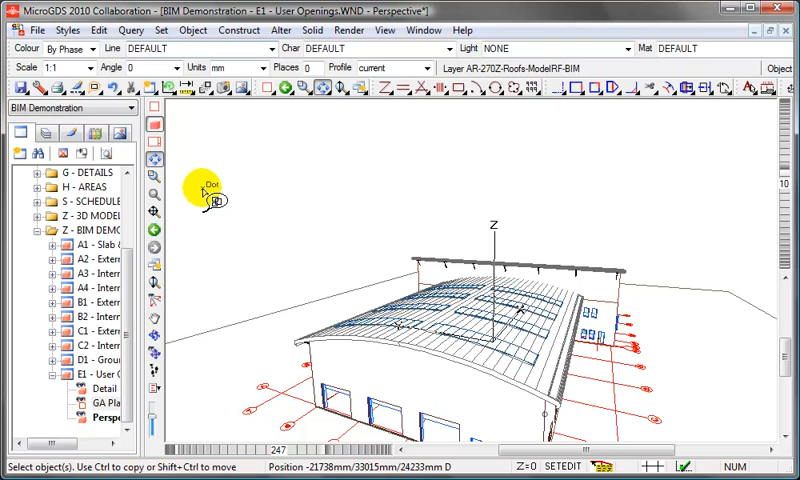 MicroGDS 2010 Collaboration - [BIM Demonstration - E1 - User Openings.WND - Perspective*]
File Styles Edit Query Set Object Construct Alter Solid Render View Window Help
Colour By Phase Line DEFAULT Char DEFAULT Light NONE Mat DEFAULT
Scale 1:1 Angle 0 Units mm Places 0 Profile current Layer AR-270Z-Roofs-ModelRF-BIM Object
BIM Demonstration
G - DETAILS
H - AREAS
S - SCHEDULE
Z - 3D MODEL
Z - BIM DEMO
A1 - Slab &
A2 - Extern
A3 - Intern
A4 - Intern
B1 - Extern
B2 - Intern
C1 - Extern
C2 - Intern
D1 - Groun
E1 - User C
Detail
GA Pla
Perspe
Dot
Z
X
10
247
Select object(s). Use Ctrl to copy or Shift+Ctrl to move Position -21738mm/33015mm/24233mm D Z=0 SETEDIT NUM